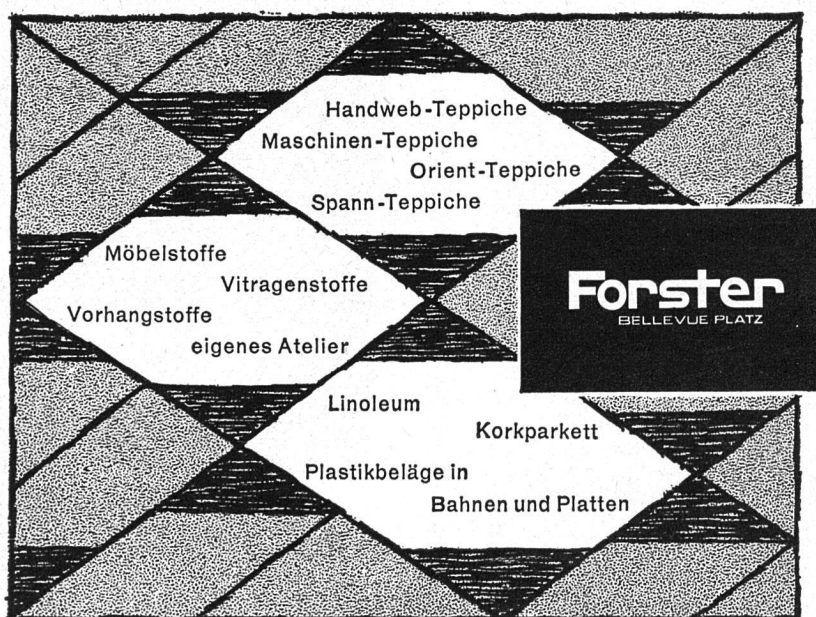 Handweb-Teppiche
Maschinen-Teppiche
Orient-Teppiche
Spann-Teppiche
Möbelstoffe
Vitragenstoffe
Vorhangstoffe
eigenes Atelier
Forster
BELLEVUE PLATZ
Linoleum
Korkparkett
Plastikbeläge in
Bahnen und Platten